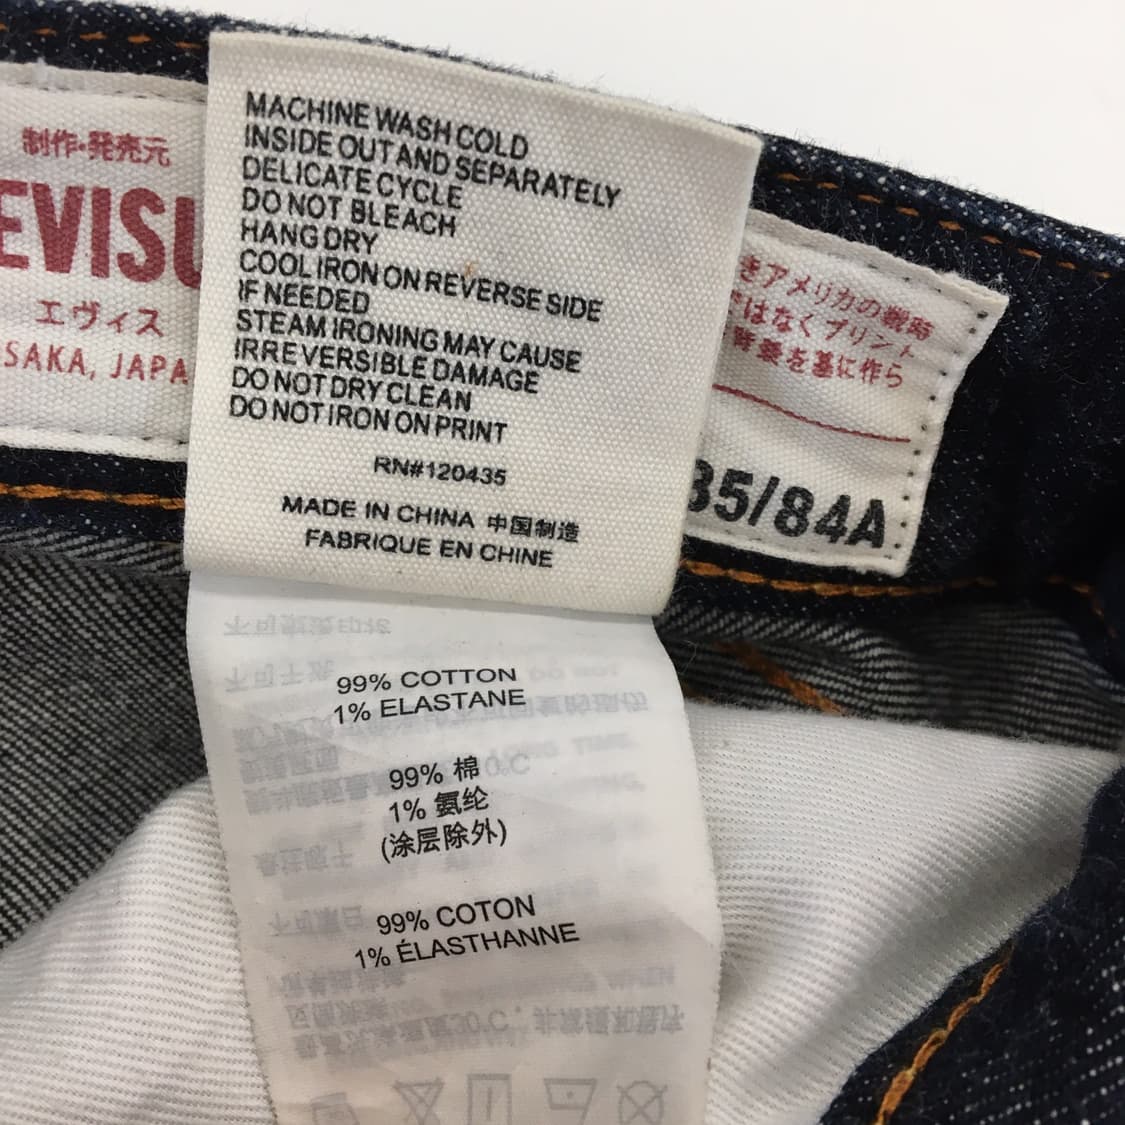 制作·発売元
EVISU
エヴィス
SAKA, JAPA
MACHINE WASH COLD
INSIDE OUT AND SEPARATELY
DELICATE CYCLE
DO NOT BLEACH
HANG DRY
COOL IRON ON REVERSE SIDE
IF NEEDED
STEAM IRONING MAY CAUSE
IRREVERSIBLE DAMAGE
DO NOT DRY CLEAN
DO NOT IRON ON PRINT
RN#120435
MADE IN CHINA 中国制造
FABRIQUE EN CHINE
きアメリカの戦時
はなくプリント
を基に作ら
35/84A
99% COTTON
1% ELASTANE
99% 棉
1% 氨纶
(涂层除外)
99% COTON
1% ÉLASTHANNE